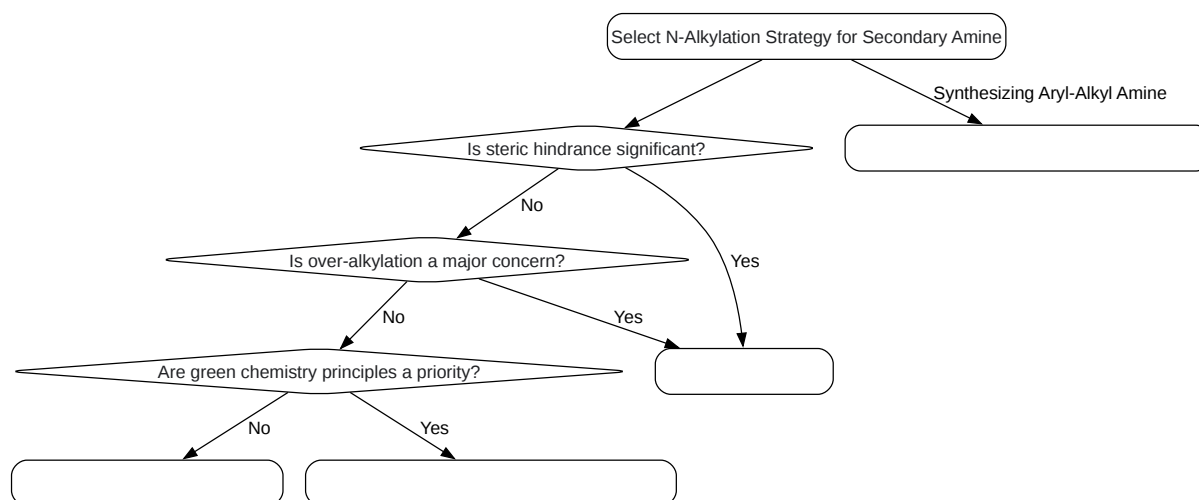 Select N-Alkylation Strategy for Secondary Amine
Synthesizing Aryl-Alkyl Amine
Is steric hindrance significant?
No
Yes
Is over-alkylation a major concern?
No
Yes
Are green chemistry principles a priority?
No
Yes